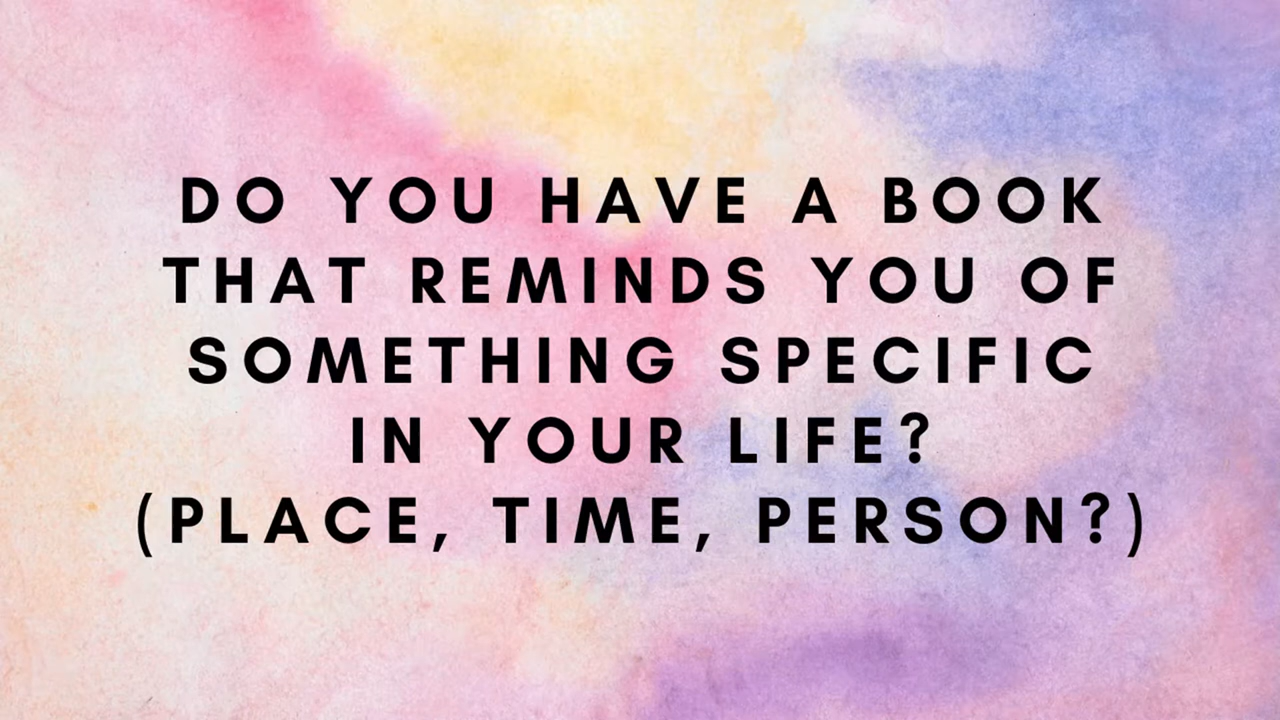 DO YOU HAVE A BOOK
THAT REMINDS YOU OF
SOMETHING SPECIFIC
IN YOUR LIFE?
(PLACE, TIME, PERSON?)